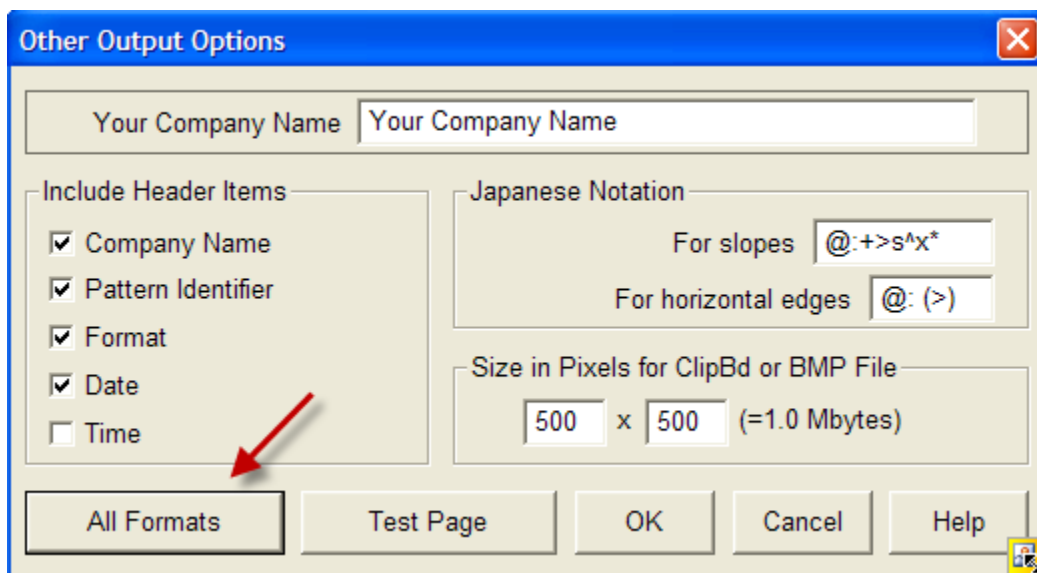 Other Output Options
Your Company Name Your Company Name
Include Header Items
Company Name
Pattern Identifier
Format
Date
Time
Japanese Notation
For slopes @:+>s^x*
For horizontal edges @: (>)
Size in Pixels for ClipBd or BMP File
500 x 500 (=1.0 Mbytes)
All Formats Test Page OK Cancel Help